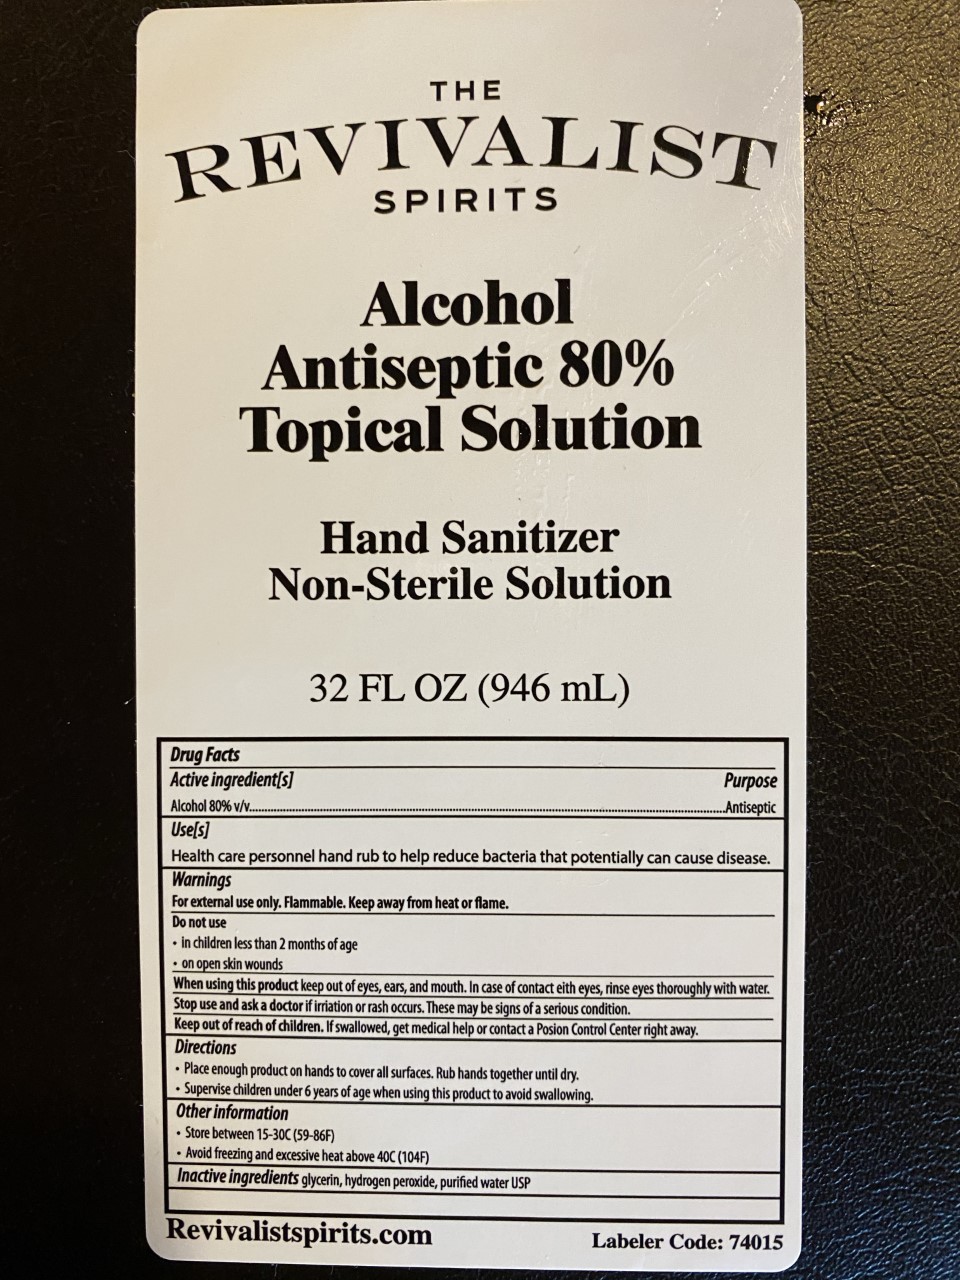 THE
REVIVALIST
SPIRITS
Alcohol
Antiseptic 80%
Topical Solution
Hand Sanitizer
Non-Sterile Solution
32 FL OZ (946 mL)
Drug Facts
Active ingredient[s] Purpose
Alcohol 80% v/v........................Antiseptic
Use[s]
Health care personnel hand rub to help reduce bacteria that potentially can cause disease.
Warnings
For external use only. Flammable. Keep away from heat or flame.
Do not use
• in children less than 2 months of age
• on open skin wounds
When using this product keep out of eyes, ears, and mouth. In case of contact eith eyes, rinse eyes thoroughly with water.
Stop use and ask a doctor if irriation or rash occurs. These may be signs of a serious condition.
Keep out of reach of children. If swallowed, get medical help or contact a Posion Control Center right away.
Directions
• Place enough product on hands to cover all surfaces. Rub hands together until dry.
• Supervise children under 6 years of age when using this product to avoid swallowing.
Other information
• Store between 15-30C (59-86F)
• Avoid freezing and excessive heat above 40C (104F)
Inactive ingredients glycerin, hydrogen peroxide, purified water USP
Revivalistspirits.com Labeler Code: 74015